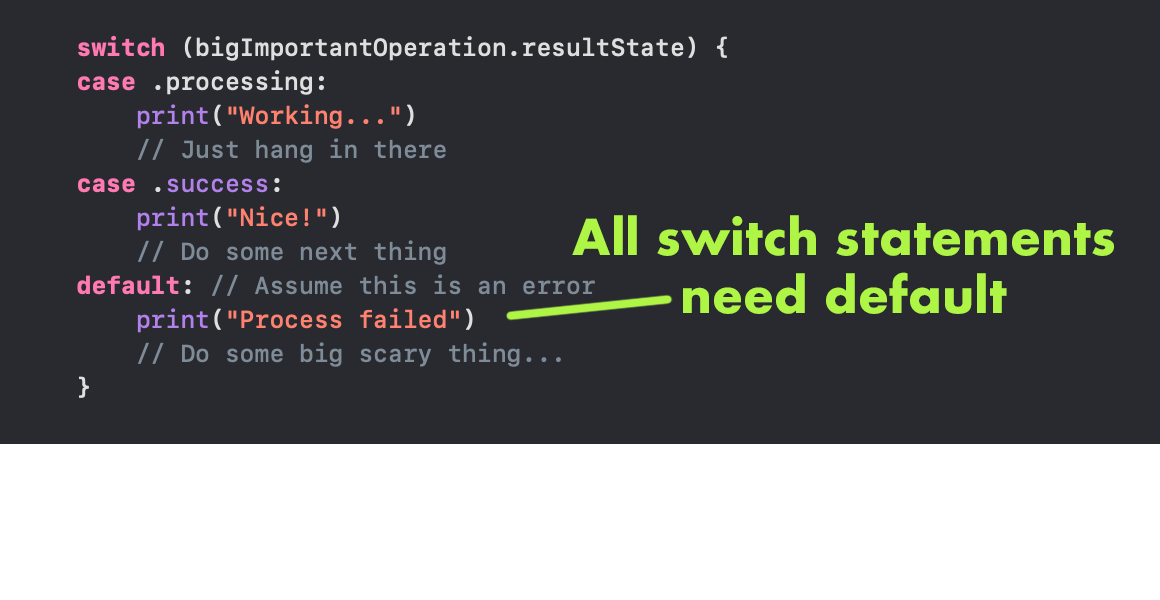 switch (bigImportantOperation.resultState) {
case .processing:
    print("Working...")
    // Just hang in there
case .success:
    print("Nice!")
    // Do some next thing
default: // Assume this is an error
    print("Process failed")
    // Do some big scary thing...
}
All switch statements
need default